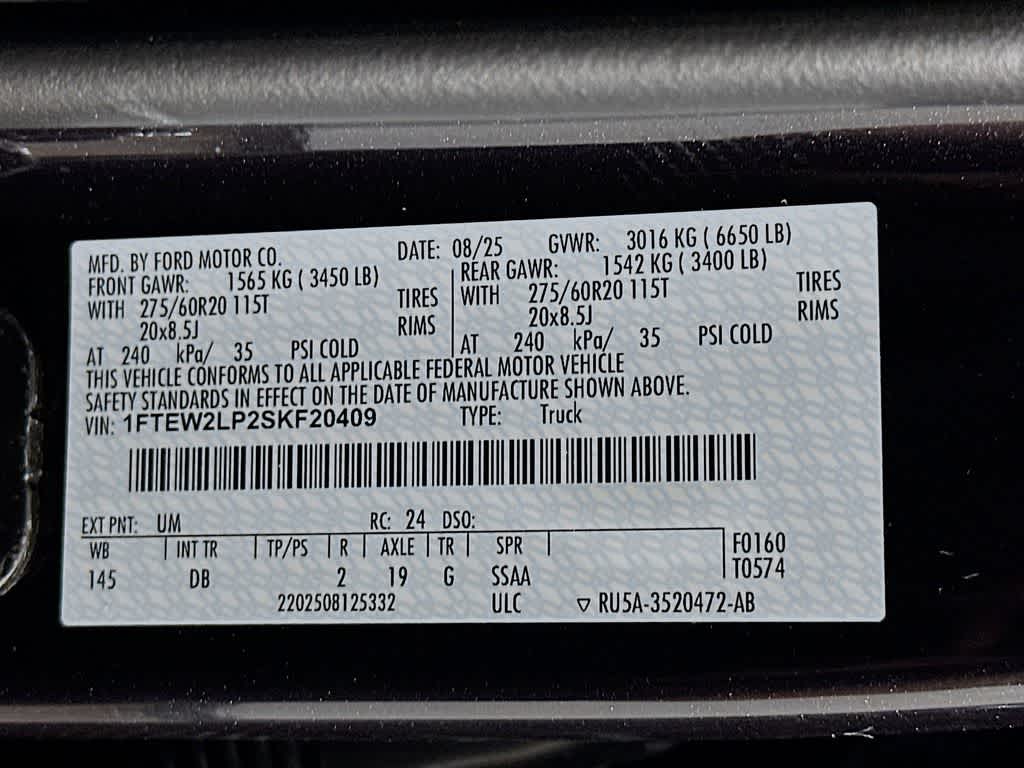 MFD. BY FORD MOTOR CO. DATE: 08/25 GVWR: 3016 KG ( 6650 LB)
FRONT GAWR: 1565 KG ( 3450 LB) REAR GAWR: 1542 KG ( 3400 LB)
WITH 275/60R20 115T TIRES WITH 275/60R20 115T TIRES
20x8.5J RIMS 20x8.5J RIMS
AT 240 kPa/ 35 PSI COLD AT 240 kPa/ 35 PSI COLD
THIS VEHICLE CONFORMS TO ALL APPLICABLE FEDERAL MOTOR VEHICLE
SAFETY STANDARDS IN EFFECT ON THE DATE OF MANUFACTURE SHOWN ABOVE.
VIN: 1FTEW2LP2SKF20409 TYPE: Truck
EXT PNT: UM RC: 24 DSO:
WB INT TR TP/PS R AXLE TR SPR F0160
145 DB 2 19 G SSAA T0574
2202508125332 ULC ▽ RU5A-3520472-AB